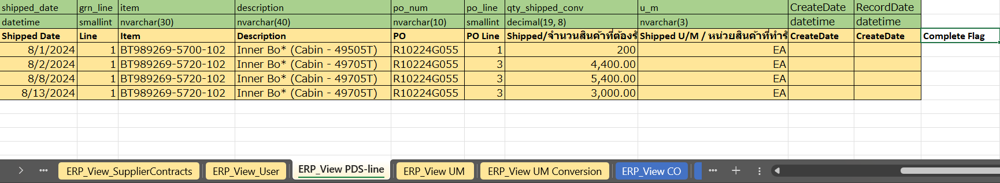 shipped_date grn_line item description po_num po_line qty_shipped_conv u_m CreateDate RecordDate
datetime smallint nvarchar(30) nvarchar(40) nvarchar(10) smallint decimal(19, 8) nvarchar(3) datetime datetime
Shipped Date Line Item Description PO PO Line Shipped/จำนวนสินค้าที่ต้องรั Shipped U/M / หน่วยสินค้าที่ทำรั CreateDate CreateDate Complete Flag
8/1/2024 1 BT989269-5700-102 Inner Bo* (Cabin - 49505T) R10224G055 1 200 EA
8/2/2024 1 BT989269-5720-102 Inner Bo* (Cabin - 49705T) R10224G055 3 4,400.00 EA
8/8/2024 1 BT989269-5720-102 Inner Bo* (Cabin - 49705T) R10224G055 3 5,400.00 EA
8/13/2024 1 BT989269-5720-102 Inner Bo* (Cabin - 49705T) R10224G055 3 3,000.00 EA
ERP_View_SupplierContracts ERP_View_User ERP_View PDS-line ERP_View UM ERP_View UM Conversion ERP_View CO